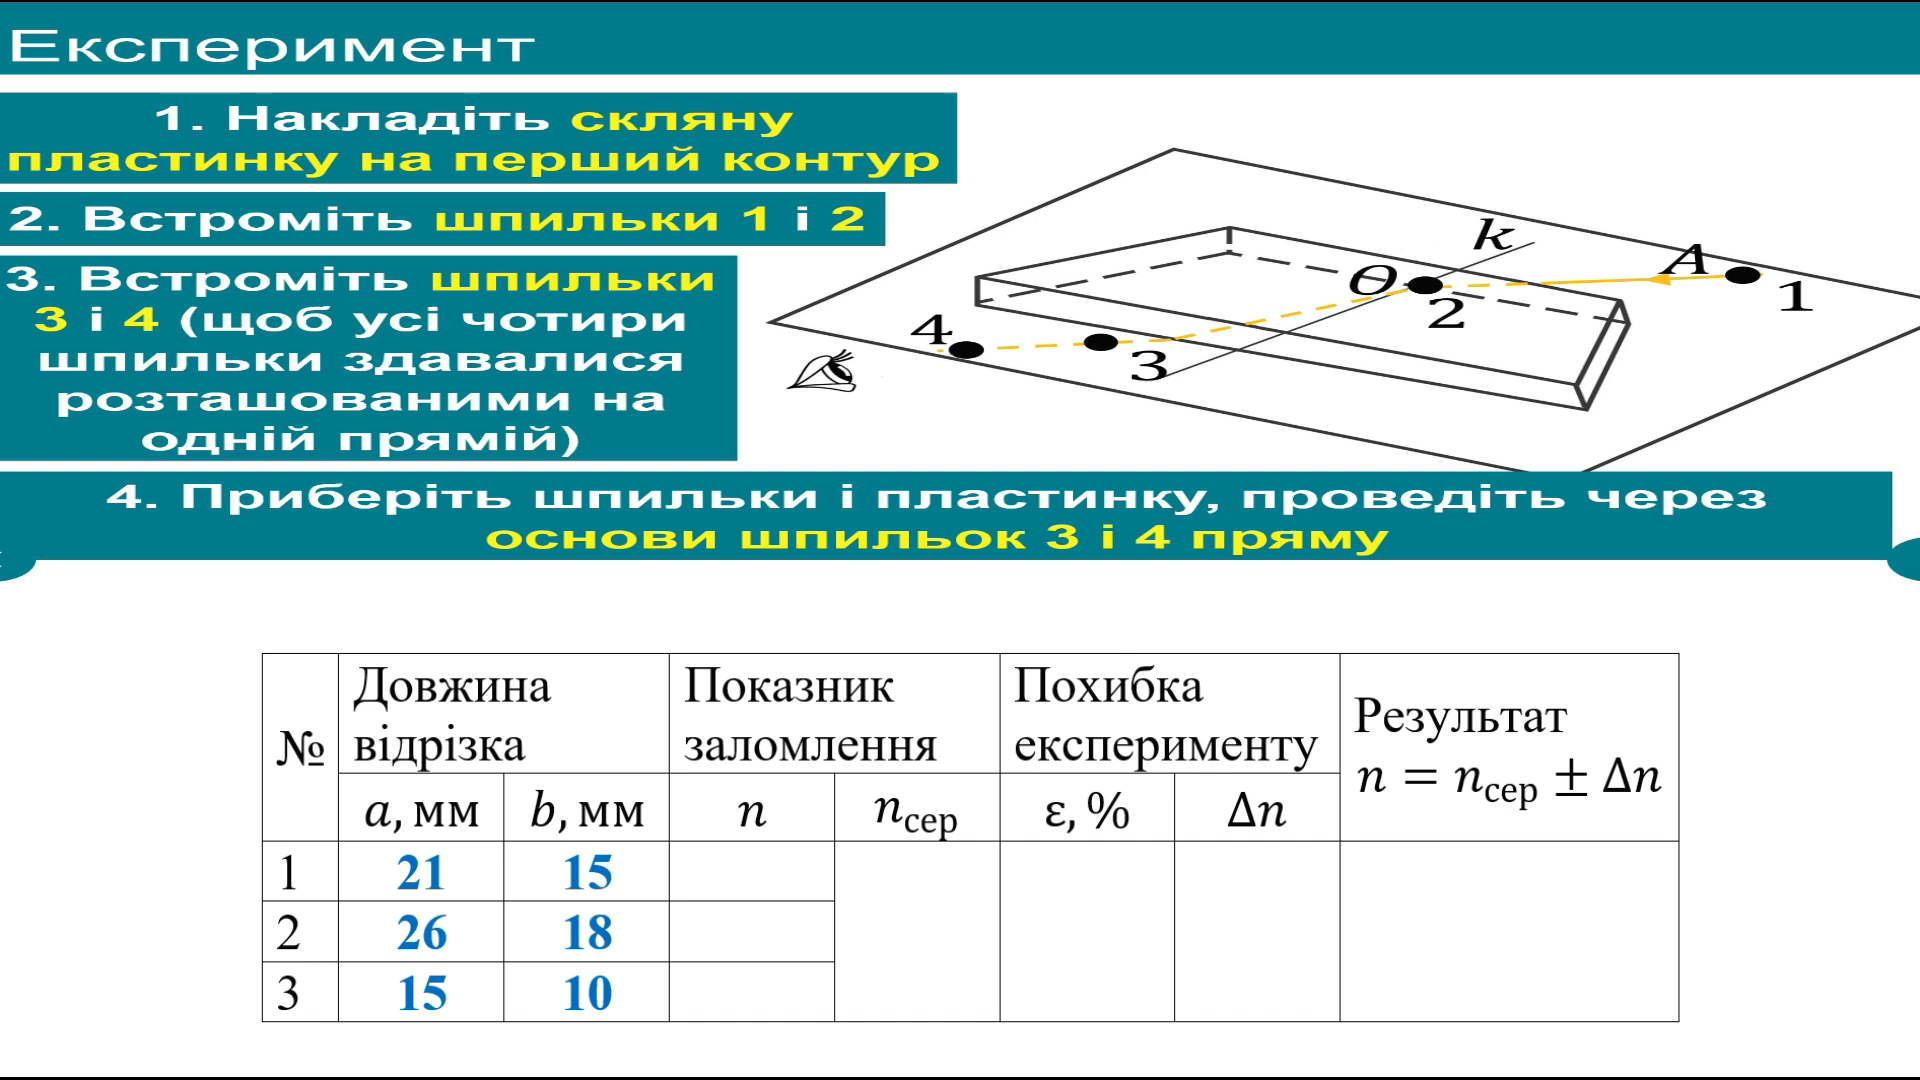 Експеримент
1. Накладіть скляну
пластинку на перший контур
2. Встроміть шпильки 1 і 2
3. Встроміть шпильки
3 і 4 (щоб усі чотири
шпильки здавалися
розташованими на
одній прямій)
k
A
O
1
2
4
3
4. Приберіть шпильки і пластинку, проведіть через
основи шпильок 3 і 4 пряму
№
Довжина
відрізка
Показник
заломлення
Похибка
експерименту
Результат
n = nсер ± Δn
a, мм
b, мм
n
nсер
ε, %
Δn
1 21 15
2 26 18
3 15 10